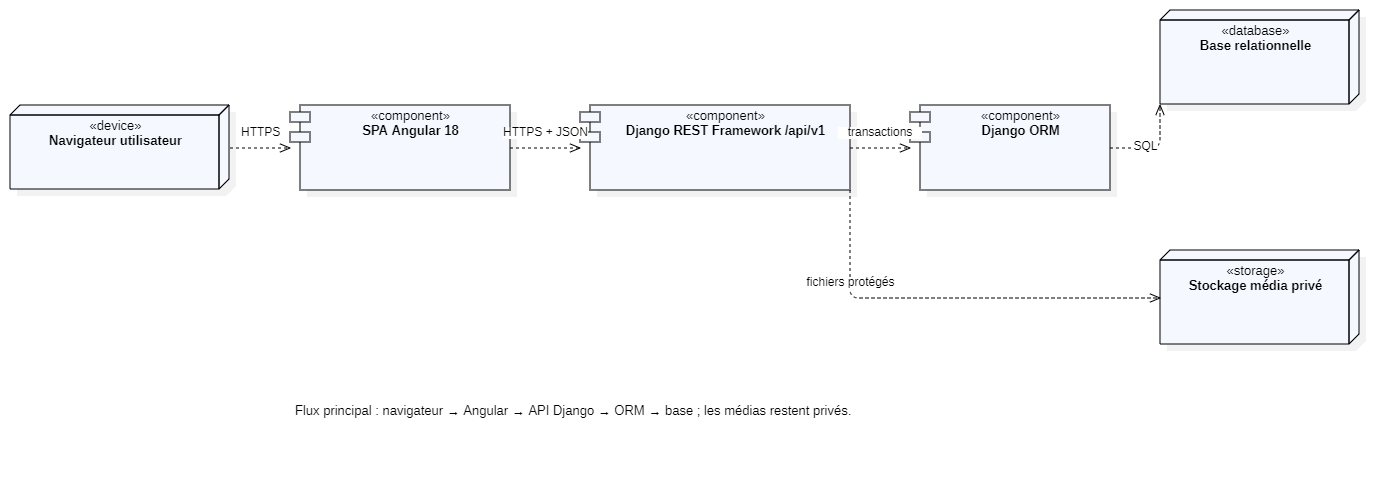 «database»
Base relationnelle
«device»
Navigateur utilisateur
HTTPS
«component»
SPA Angular 18
HTTPS + JSON
«component»
Django REST Framework /api/v1
transactions
«component»
Django ORM
SQL
«storage»
Stockage média privé
fichiers protégés
Flux principal : navigateur → Angular → API Django → ORM → base ; les médias restent privés.